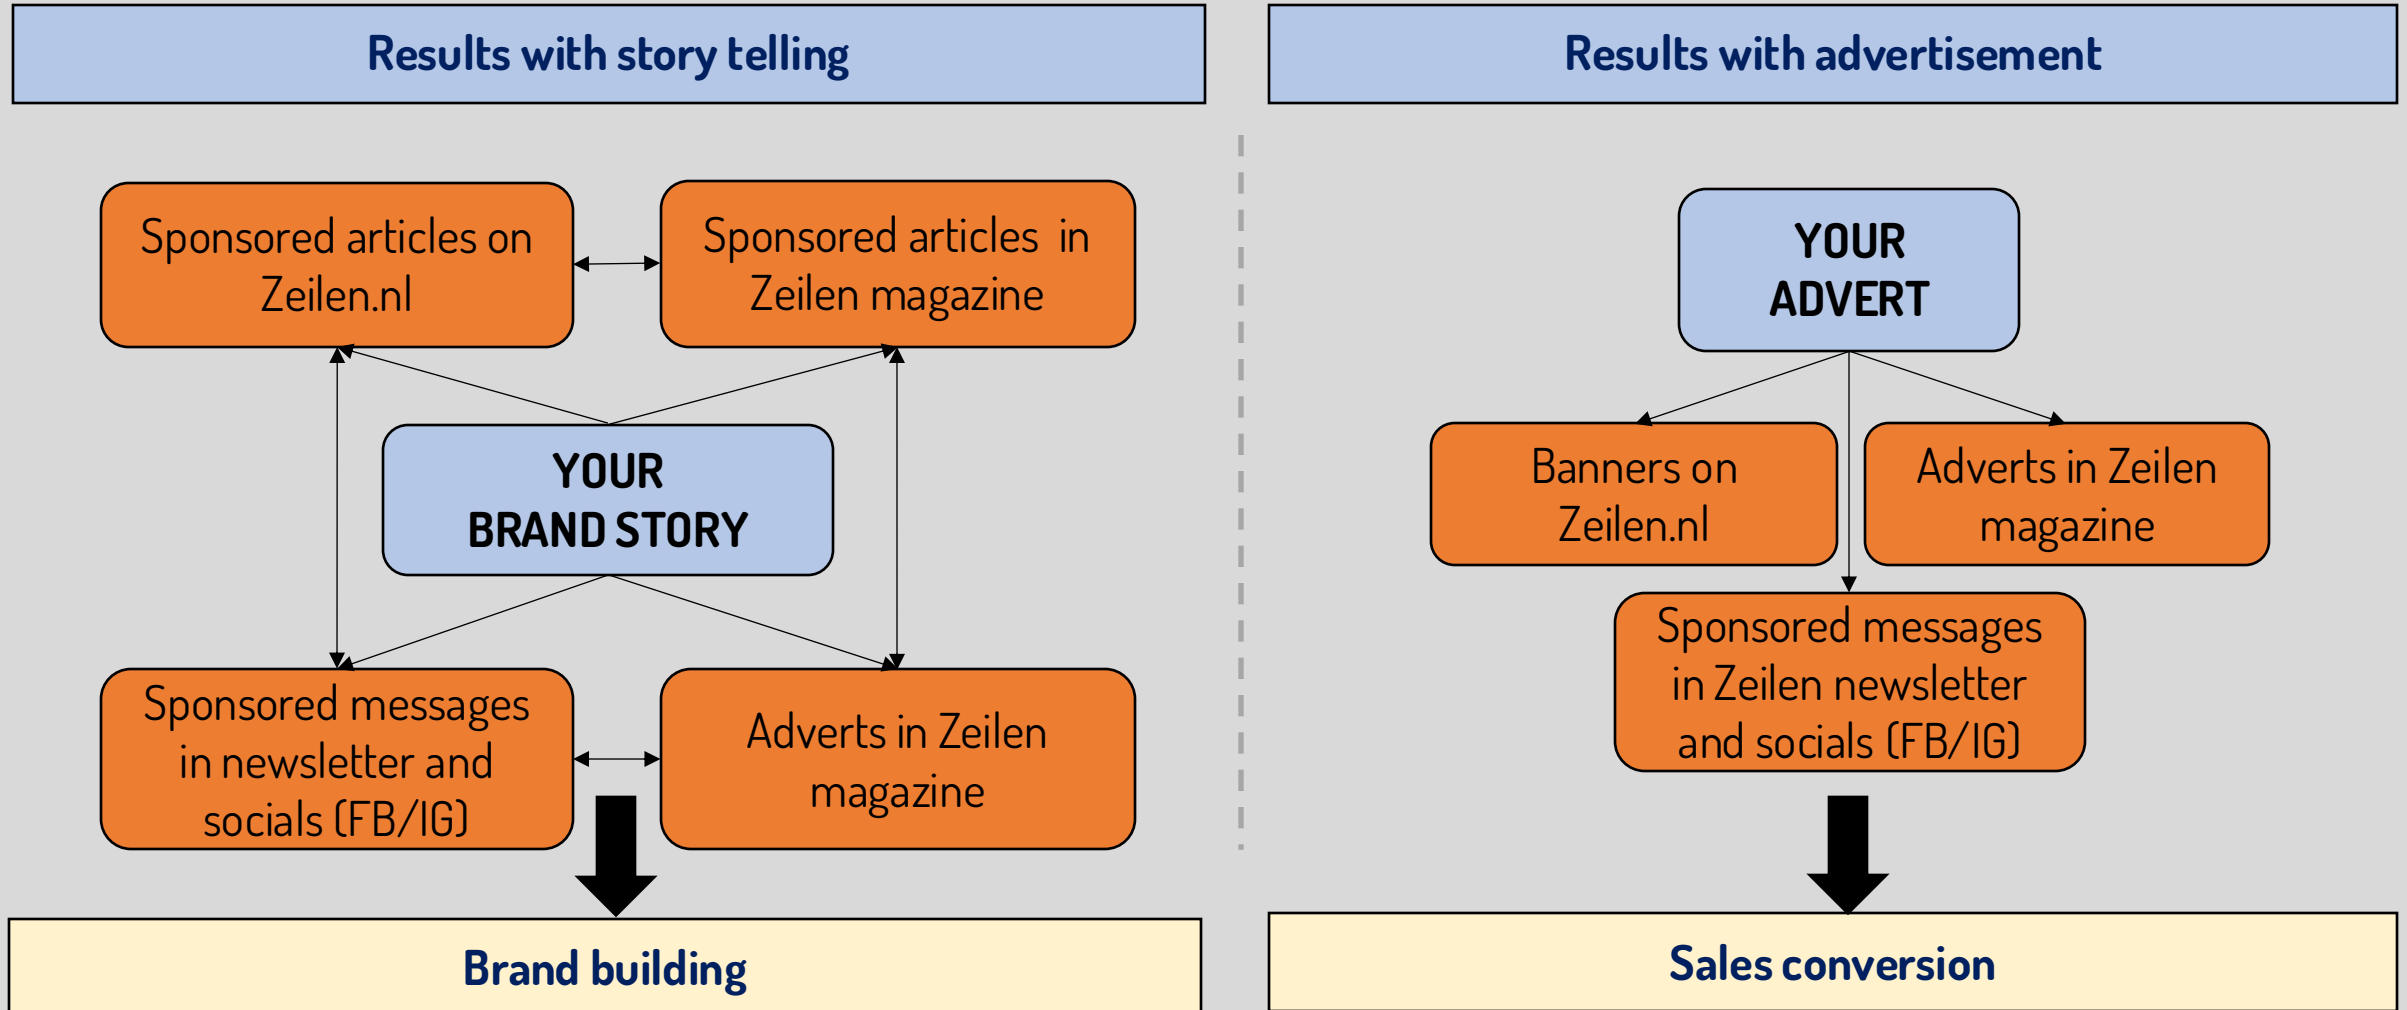 Results with story telling
Sponsored articles on
Zeilen.nl
Sponsored articles  in
Zeilen magazine
YOUR
BRAND STORY
Sponsored messages
in newsletter and
socials (FB/IG)
Adverts in Zeilen
magazine
Brand building
Results with advertisement
YOUR
ADVERT
Banners on
Zeilen.nl
Adverts in Zeilen
magazine
Sponsored messages
in Zeilen newsletter
and socials (FB/IG)
Sales conversion